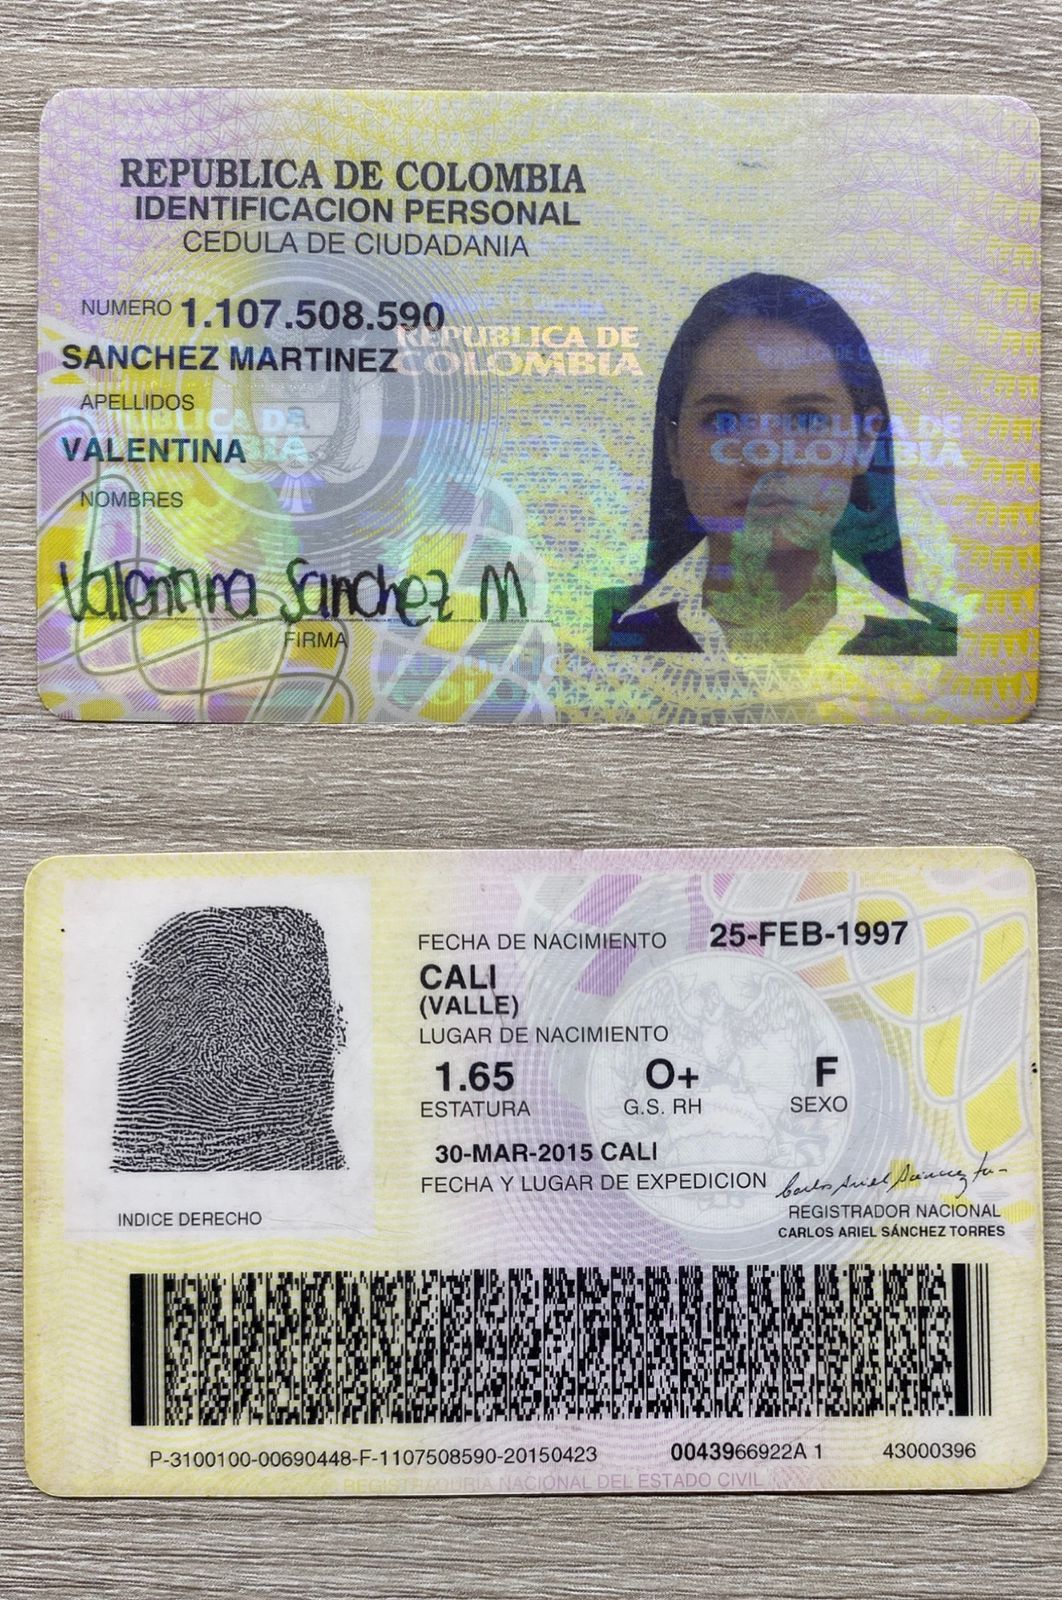 REPUBLICA DE COLOMBIA
IDENTIFICACION PERSONAL
CEDULA DE CIUDADANIA
NUMERO 1.107.508.590
SANCHEZ MARTINEZ
APELLIDOS
VALENTINA
NOMBRES
Valentina Sanchez M
FIRMA
REPUBLICA DE
COLOMBIA
REPUBLICA DE
COLOMBIA
REPUBLICA DE
COLOMBIA
FECHA DE NACIMIENTO 25-FEB-1997
CALI
(VALLE)
LUGAR DE NACIMIENTO
1.65 O+ F
ESTATURA G.S. RH SEXO
30-MAR-2015 CALI
FECHA Y LUGAR DE EXPEDICION
REGISTRADOR NACIONAL
CARLOS ARIEL SÁNCHEZ TORRES
INDICE DERECHO
P-3100100-00690448-F-1107508590-20150423 0043966922A 1 43000396
REGISTRADURIA NACIONAL DEL ESTADO CIVIL